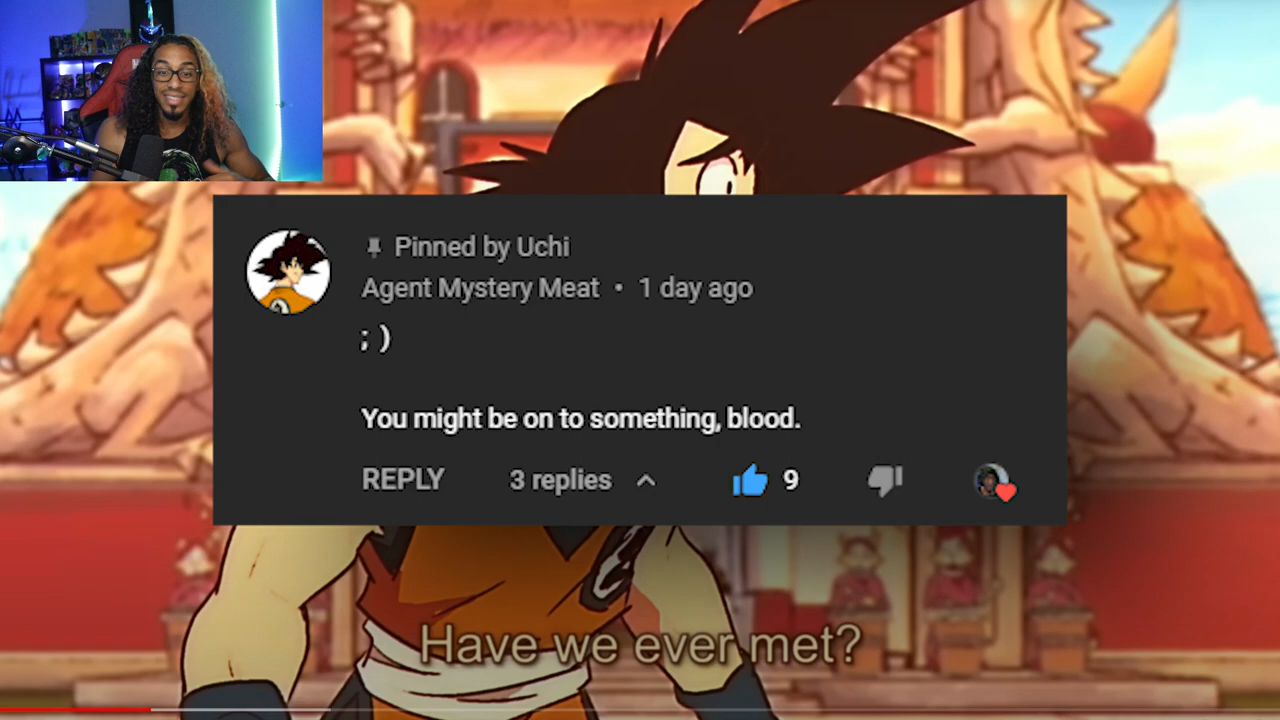 Pinned by Uchi
Agent Mystery Meat • 1 day ago
; )
You might be on to something, blood.
REPLY 3 replies 9
Have we ever met?